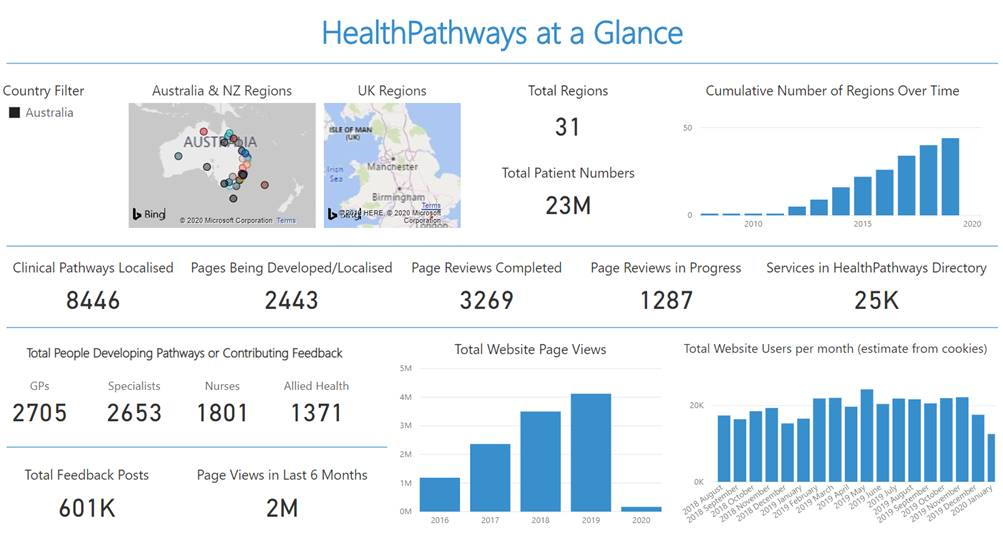 HealthPathways at a Glance
Country Filter
Australia
Australia & NZ Regions
AUSTRALIA
Bing
© 2020 Microsoft Corporation Terms
UK Regions
ISLE OF MAN
(UK)
Irish
Sea
Manchester
Birmingham
London
Terms
© 2020 HERE, © 2020 Microsoft
Corporation
Total Regions
31
Total Patient Numbers
23M
Cumulative Number of Regions Over Time
50
0
2010
2015
2020
Clinical Pathways Localised
8446
Pages Being Developed/Localised
2443
Page Reviews Completed
3269
Page Reviews in Progress
1287
Services in HealthPathways Directory
25K
Total People Developing Pathways or Contributing Feedback
GPs
2705
Specialists
2653
Nurses
1801
Allied Health
1371
Total Feedback Posts
601K
Page Views in Last 6 Months
2M
Total Website Page Views
5M
4M
3M
2M
1M
0M
2016
2017
2018
2019
2020
Total Website Users per month (estimate from cookies)
20K
0K
2018 August
2018 September
2018 October
2018 November
2018 December
2019 January
2019 February
2019 March
2019 April
2019 May
2019 June
2019 July
2019 August
2019 September
2019 October
2019 November
2019 December
2020 January